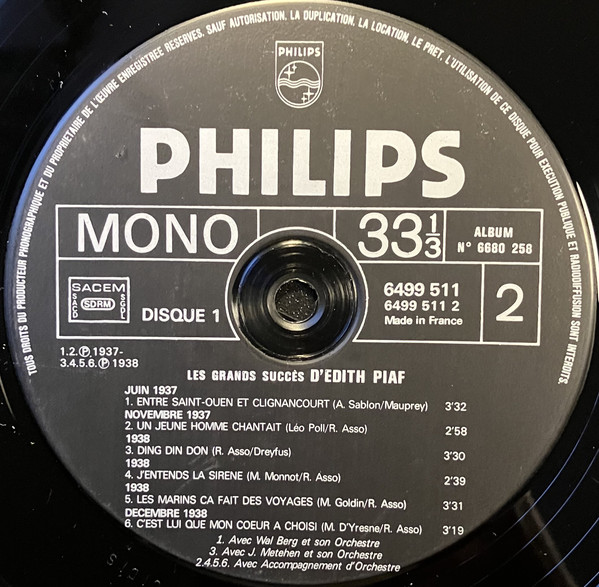 TOUS DROITS DU PRODUCTEUR PHONOGRAPHIQUE ET DU PROPRIETAIRE DE L'ŒUVRE ENREGISTREE RESERVES. SAUF AUTORISATION, LA DUPLICATION, LA LOCATION, LE PRET, L'UTILISATION DE CE DISQUE POUR EXECUTION PUBLIQUE ET RADIODIFFUSION SONT INTERDITS.
PHILIPS
PHILIPS
MONO
33 1/3
ALBUM
N° 6680 258
SACEM
SACD
SDRM
SGDL
DISQUE 1
6499 511
6499 511 2
Made in France
2
1.2.Ⓟ 1937-
3.4.5.6.Ⓟ 1938
LES GRANDS SUCCÈS D'EDITH PIAF
JUIN 1937
1. ENTRE SAINT-OUEN ET CLIGNANCOURT (A. Sablon/Mauprey) 3'32
NOVEMBRE 1937
2. UN JEUNE HOMME CHANTAIT (Léo Poll/R. Asso) 2'58
1938
3. DING DIN DON (R. Asso/Dreyfus) 3'30
1938
4. J'ENTENDS LA SIRENE (M. Monnot/R. Asso) 2'39
1938
5. LES MARINS CA FAIT DES VOYAGES (M. Goldin/R. Asso) 3'31
DECEMBRE 1938
6. C'EST LUI QUE MON COEUR A CHOISI (M. D'Yresne/R. Asso) 3'19
1. Avec Wal Berg et son Orchestre
3. Avec J. Metehen et son Orchestre
2.4.5.6. Avec Accompagnement d'Orchestre